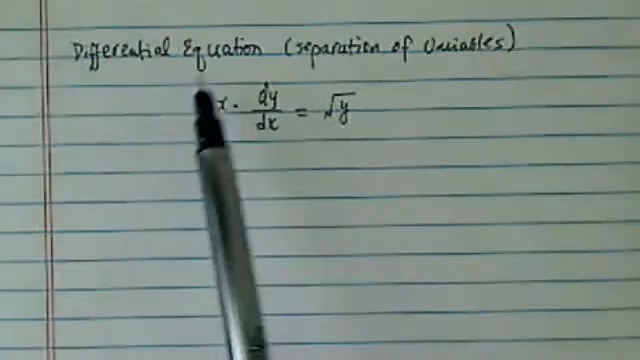 Differential Equation (separation of variables)
x · dy/dx = √y